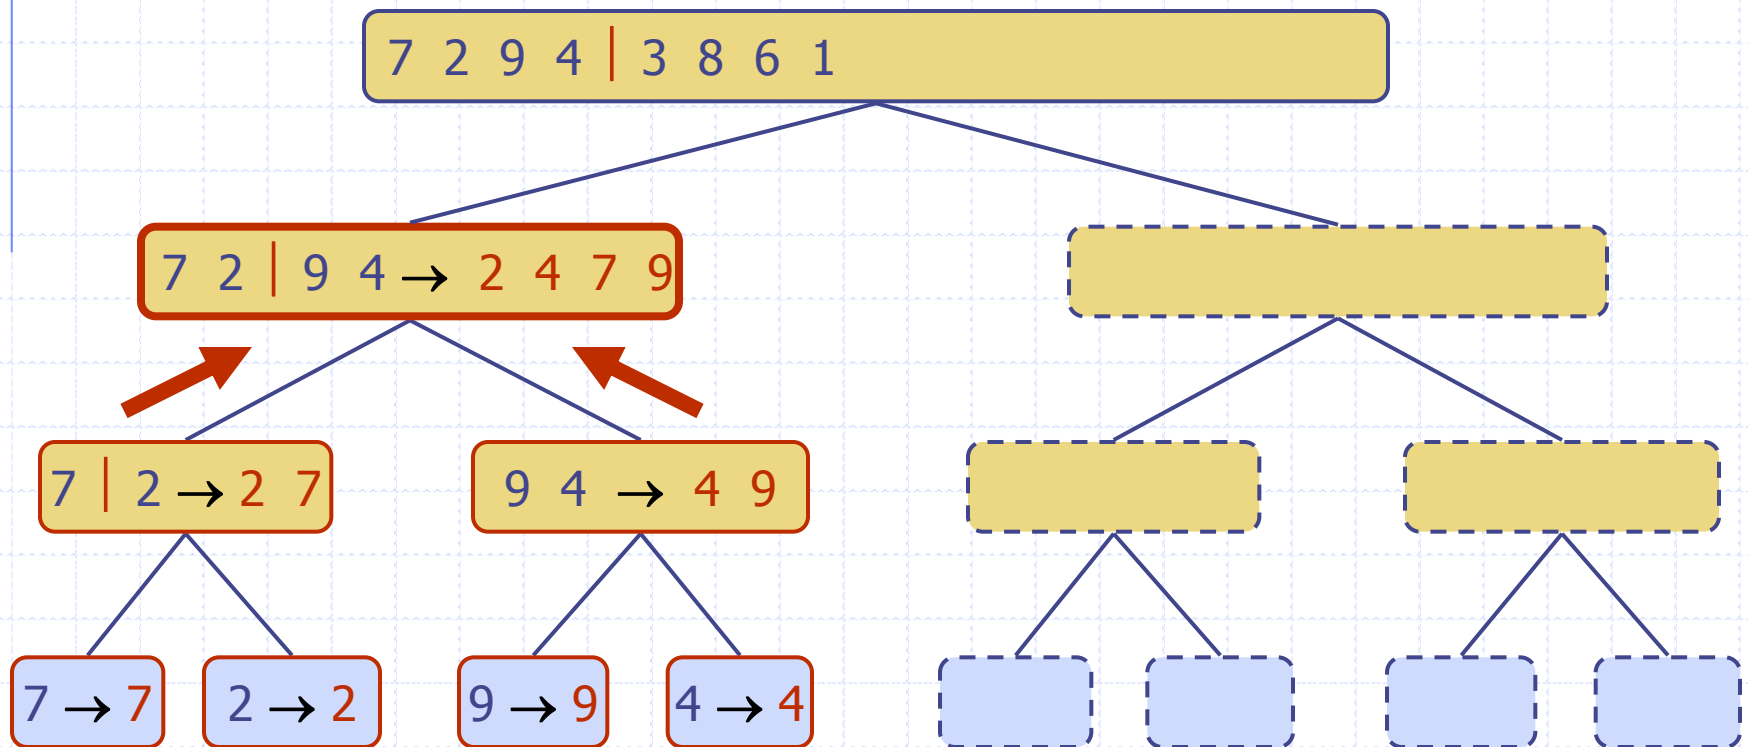 7 2 9 4 | 3 8 6 1
7 2 | 9 4 → 2 4 7 9
7 | 2 → 2 7
9 4 → 4 9
7 → 7
2 → 2
9 → 9
4 → 4